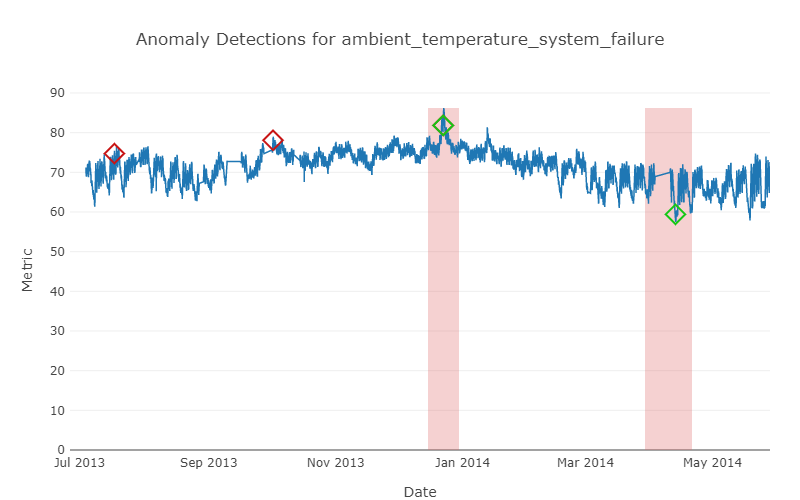 Anomaly Detections for ambient_temperature_system_failure
90
80
70
60
50
40
30
20
10
0
Metric
Jul 2013 Sep 2013 Nov 2013 Jan 2014 Mar 2014 May 2014
Date